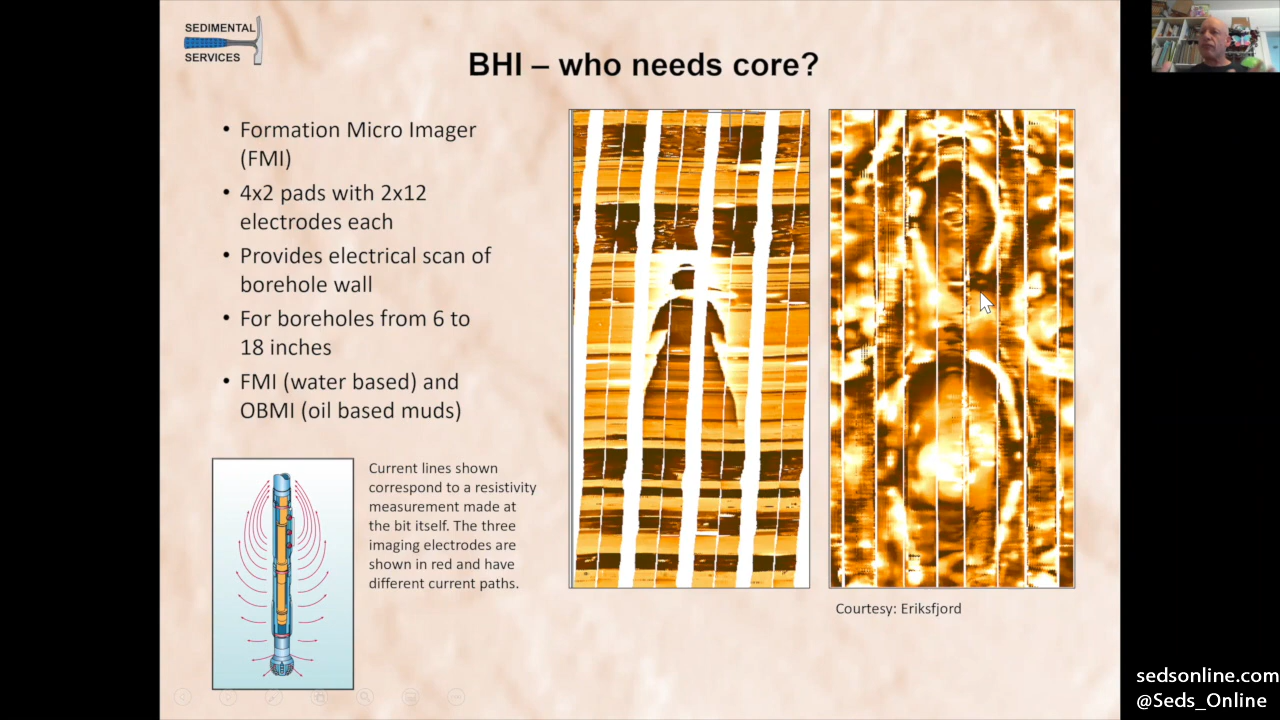 SEDIMENTAL
SERVICES
BHI – who needs core?
• Formation Micro Imager
(FMI)
• 4x2 pads with 2x12
electrodes each
• Provides electrical scan of
borehole wall
• For boreholes from 6 to
18 inches
• FMI (water based) and
OBMI (oil based muds)
Current lines shown
correspond to a resistivity
measurement made at
the bit itself. The three
imaging electrodes are
shown in red and have
different current paths.
Courtesy: Eriksfjord
sedsonline.com
@Seds_Online